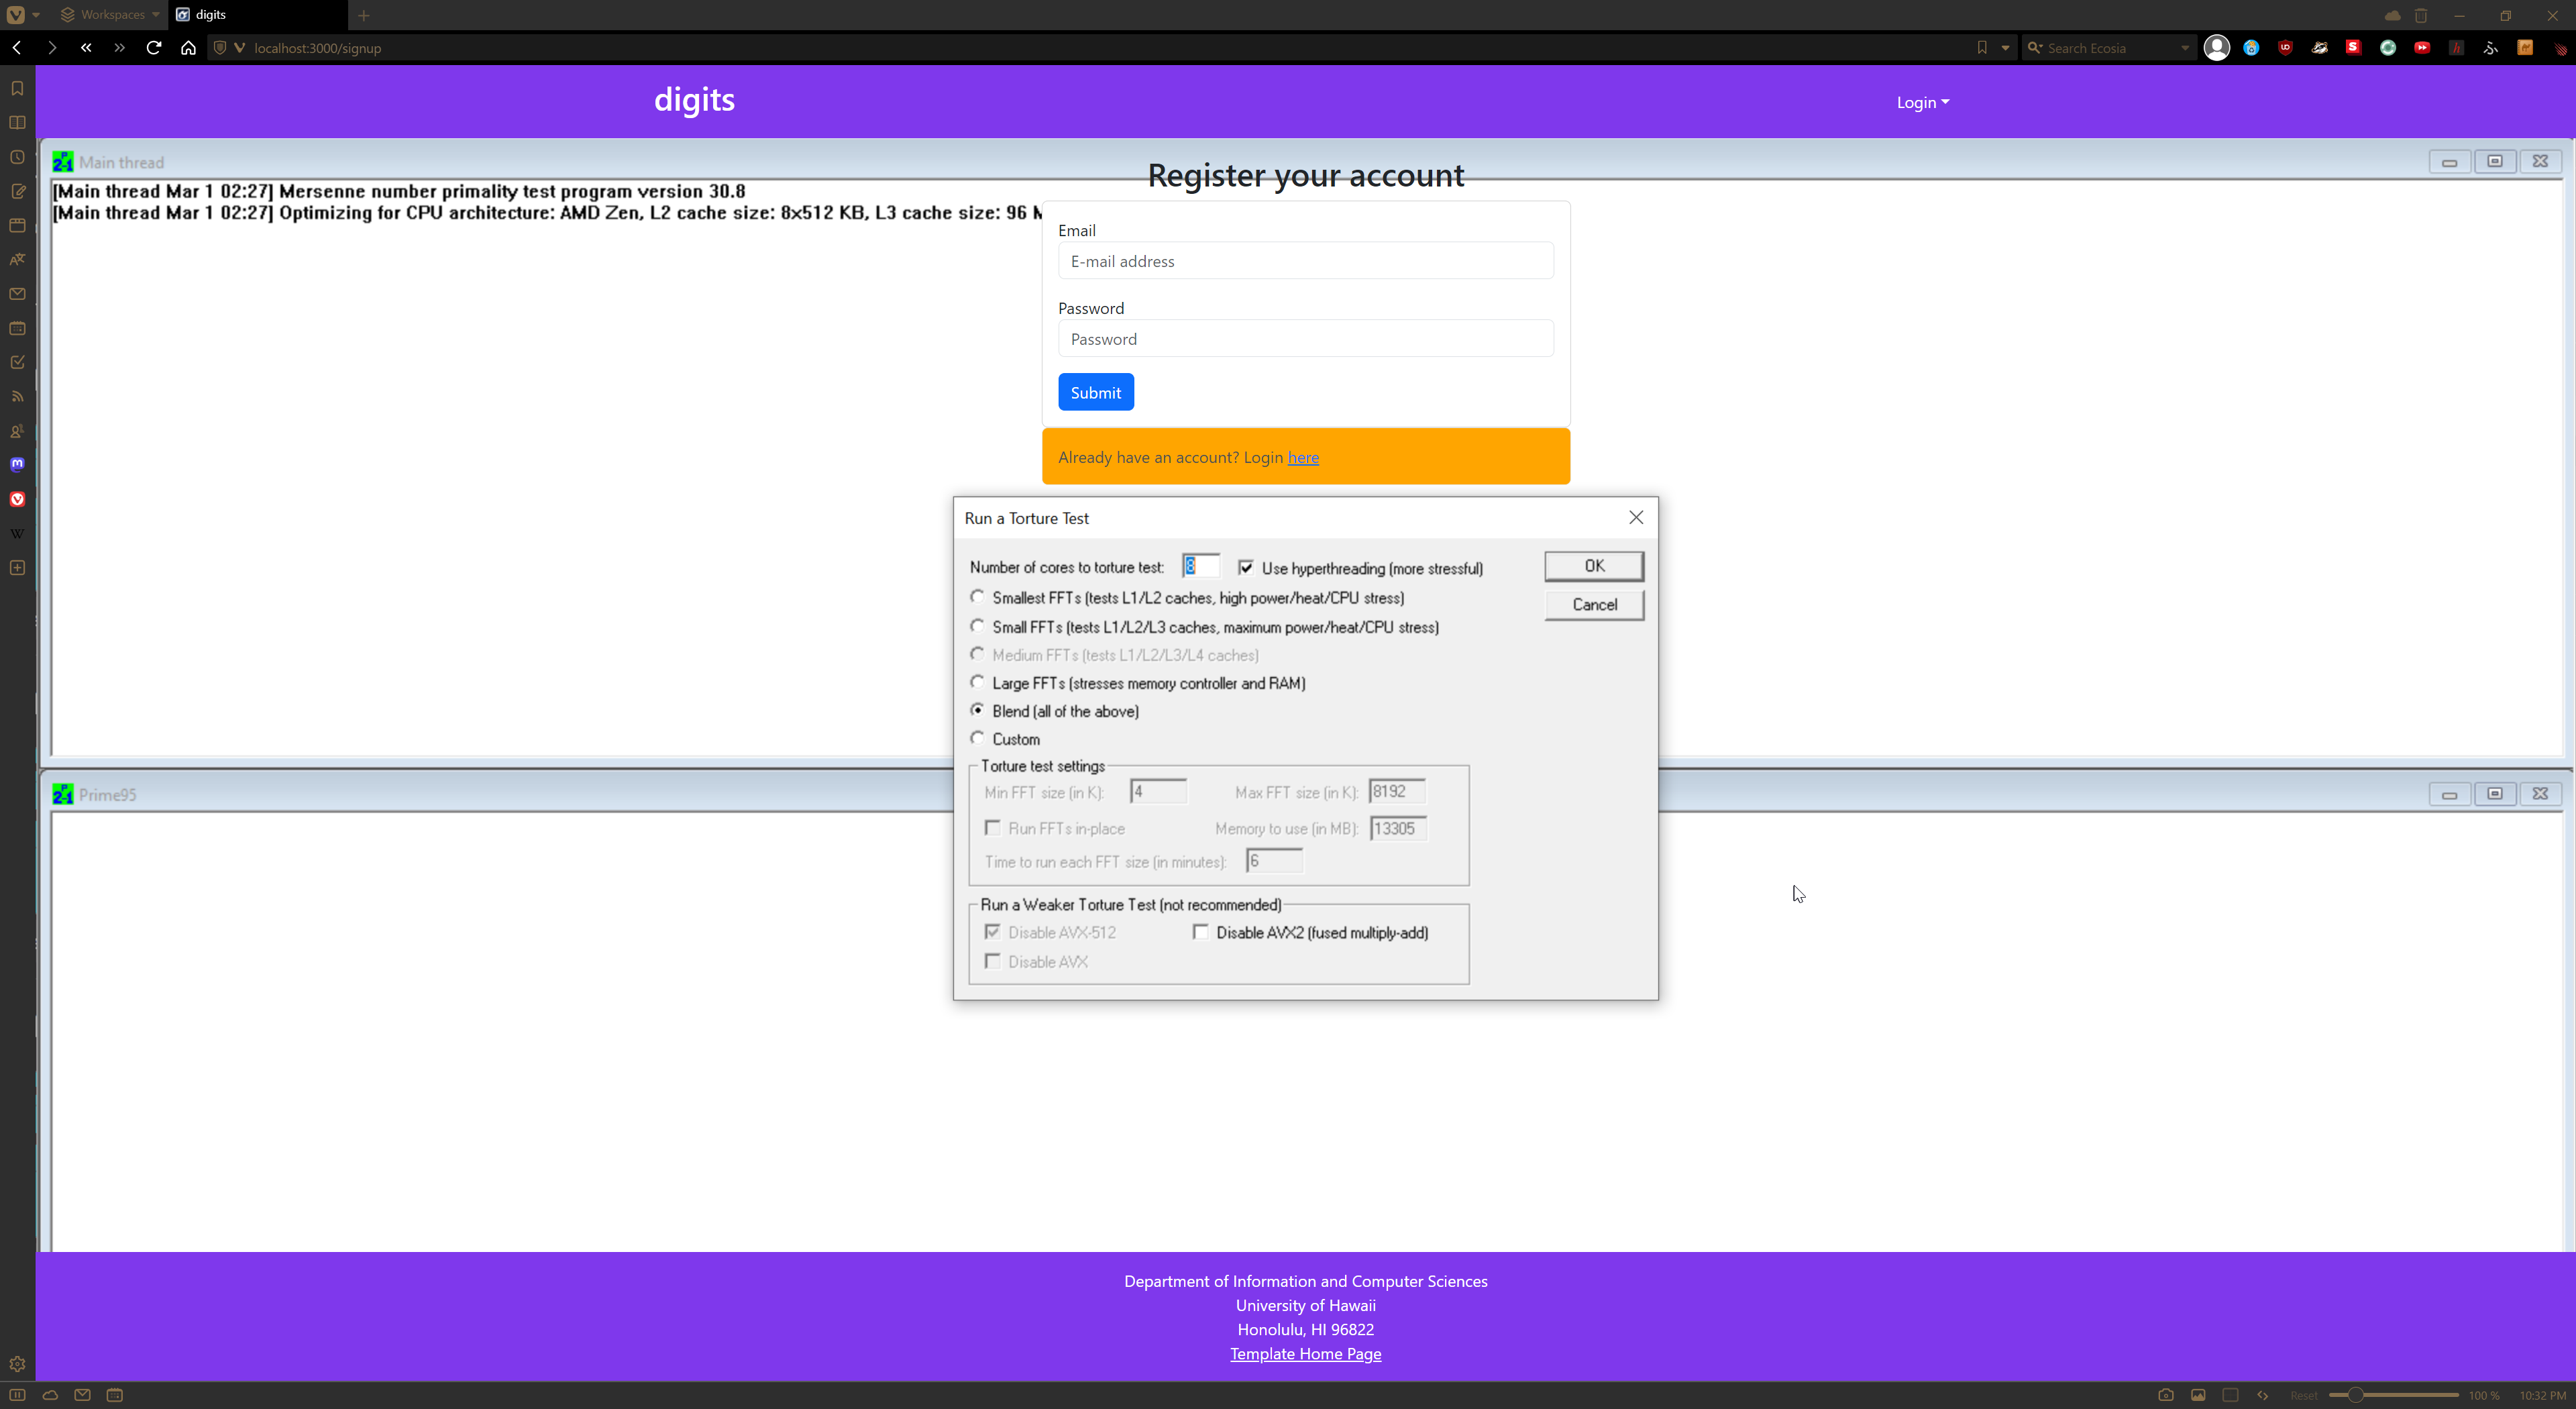 Workspaces
digits
localhost:3000/signup
Search Ecosia
digits
Login
Main thread
Register your account
[Main thread Mar 1 02:27] Mersenne number primality test program version 30.8
[Main thread Mar 1 02:27] Optimizing for CPU architecture: AMD Zen, L2 cache size: 8x512 KB, L3 cache size: 96
Email
E-mail address
Password
Password
Submit
Already have an account? Login here
Run a Torture Test
Number of cores to torture test: 8 Use hyperthreading (more stressful)
OK
Smallest FFTs (tests L1/L2 caches, high power/heat/CPU stress)
Cancel
Small FFTs (tests L1/L2/L3 caches, maximum power/heat/CPU stress)
Medium FFTs (tests L1/L2/L3/L4 caches)
Large FFTs (stresses memory controller and RAM)
Blend (all of the above)
Custom
Torture test settings
Min FFT size (in K): 4 Max FFT size (in K): 8192
Run FFTs in-place Memory to use (in MB): 13305
Time to run each FFT size (in minutes): 6
Run a Weaker Torture Test (not recommended)
Disable AVX-512 Disable AVX2 (fused multiply-add)
Disable AVX
Prime95
Department of Information and Computer Sciences
University of Hawaii
Honolulu, HI 96822
Template Home Page
Reset 100 % 10:32 PM